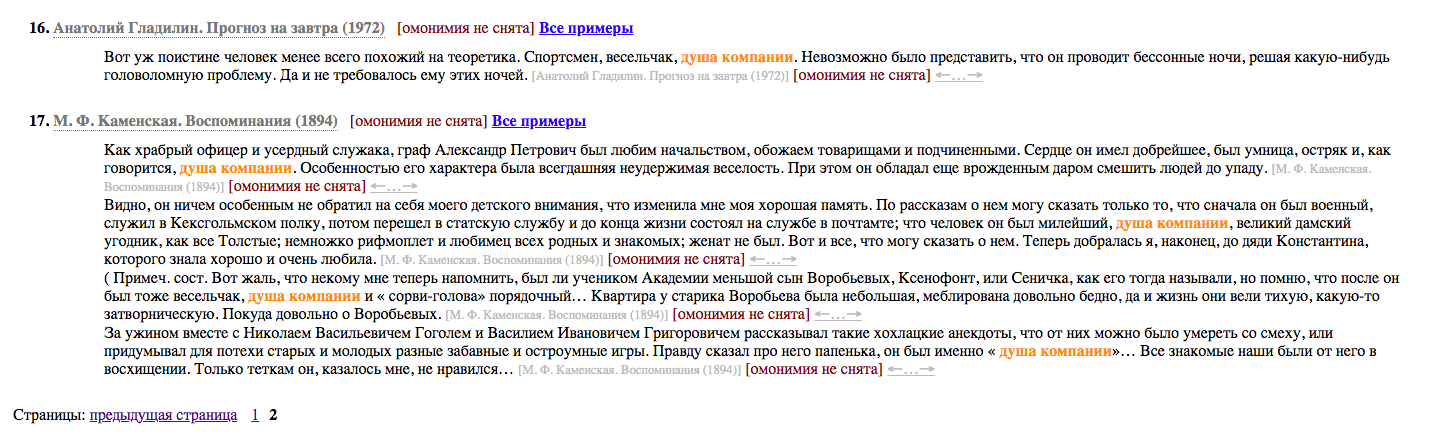 16. Анатолий Гладилин. Прогноз на завтра (1972) [омонимия не снята] Все примеры
Вот уж поистине человек менее всего похожий на теоретика. Спортсмен, весельчак, душа компании. Невозможно было представить, что он проводит бессонные ночи, решая какую-нибудь
головоломную проблему. Да и не требовалось ему этих ночей. [Анатолий Гладилин. Прогноз на завтра (1972)] [омонимия не снята] ←…→
17. М. Ф. Каменская. Воспоминания (1894) [омонимия не снята] Все примеры
Как храбрый офицер и усердный служака, граф Александр Петрович был любим начальством, обожаем товарищами и подчиненными. Сердце он имел добрейшее, был умница, остряк и, как
говорится, душа компании. Особенностью его характера была всегдашняя неудержимая веселость. При этом он обладал еще врожденным даром смешить людей до упаду. [М. Ф. Каменская.
Воспоминания (1894)] [омонимия не снята] ←…→
Видно, он ничем особенным не обратил на себя моего детского внимания, что изменила мне моя хорошая память. По рассказам о нем могу сказать только то, что сначала он был военный,
служил в Кексгольмском полку, потом перешел в статскую службу и до конца жизни состоял на службе в почтамте; что человек он был милейший, душа компании, великий дамский
угодник, как все Толстые; немножко рифмоплет и любимец всех родных и знакомых; женат не был. Вот и все, что могу сказать о нем. Теперь добралась я, наконец, до дяди Константина,
которого знала хорошо и очень любила. [М. Ф. Каменская. Воспоминания (1894)] [омонимия не снята] ←…→
( Примеч. сост. Вот жаль, что некому мне теперь напомнить, был ли учеником Академии меньшой сын Воробьевых, Ксенофонт, или Сеничка, как его тогда называли, но помню, что после он
был тоже весельчак, душа компании и « сорви-голова» порядочный… Квартира у старика Воробьева была небольшая, меблирована довольно бедно, да и жизнь они вели тихую, какую-то
затворническую. Покуда довольно о Воробьевых. [М. Ф. Каменская. Воспоминания (1894)] [омонимия не снята] ←…→
За ужином вместе с Николаем Васильевичем Гоголем и Василием Ивановичем Григоровичем рассказывал такие хохлацкие анекдоты, что от них можно было умереть со смеху, или
придумывал для потехи старых и молодых разные забавные и остроумные игры. Правду сказал про него папенька, он был именно « душа компании»… Все знакомые наши были от него в
восхищении. Только теткам он, казалось мне, не нравился… [М. Ф. Каменская. Воспоминания (1894)] [омонимия не снята] ←…→
Страницы: предыдущая страница 1 2